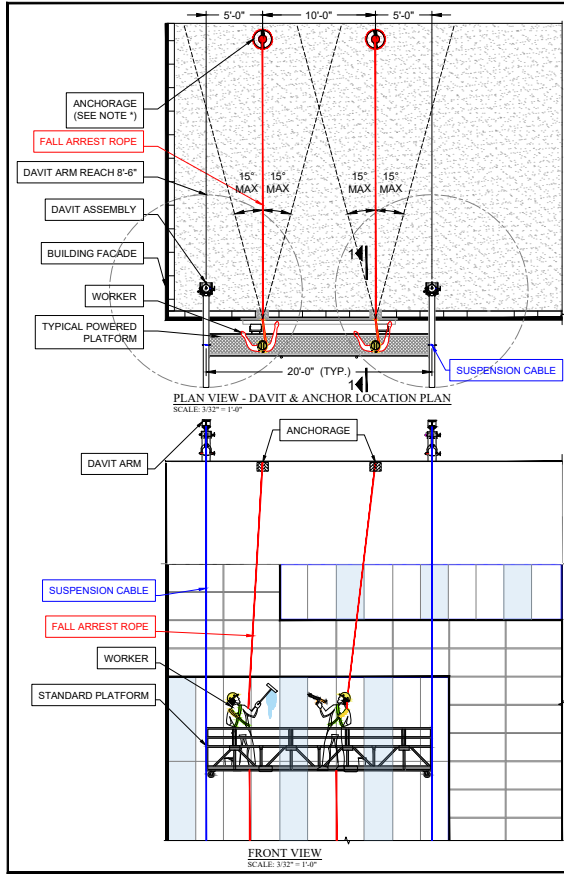 5'-0"
10'-0"
5'-0"
ANCHORAGE
(SEE NOTE *)
FALL ARREST ROPE
DAVIT ARM REACH 8'-6"
15°
MAX
15°
MAX
15°
MAX
15°
MAX
DAVIT ASSEMBLY
BUILDING FACADE
1
WORKER
TYPICAL POWERED
PLATFORM
20'-0" (TYP.)
SUSPENSION CABLE
1
PLAN VIEW - DAVIT & ANCHOR LOCATION PLAN
SCALE: 3/32" = 1'-0"
ANCHORAGE
DAVIT ARM
SUSPENSION CABLE
FALL ARREST ROPE
WORKER
STANDARD PLATFORM
FRONT VIEW
SCALE: 3/32" = 1'-0"